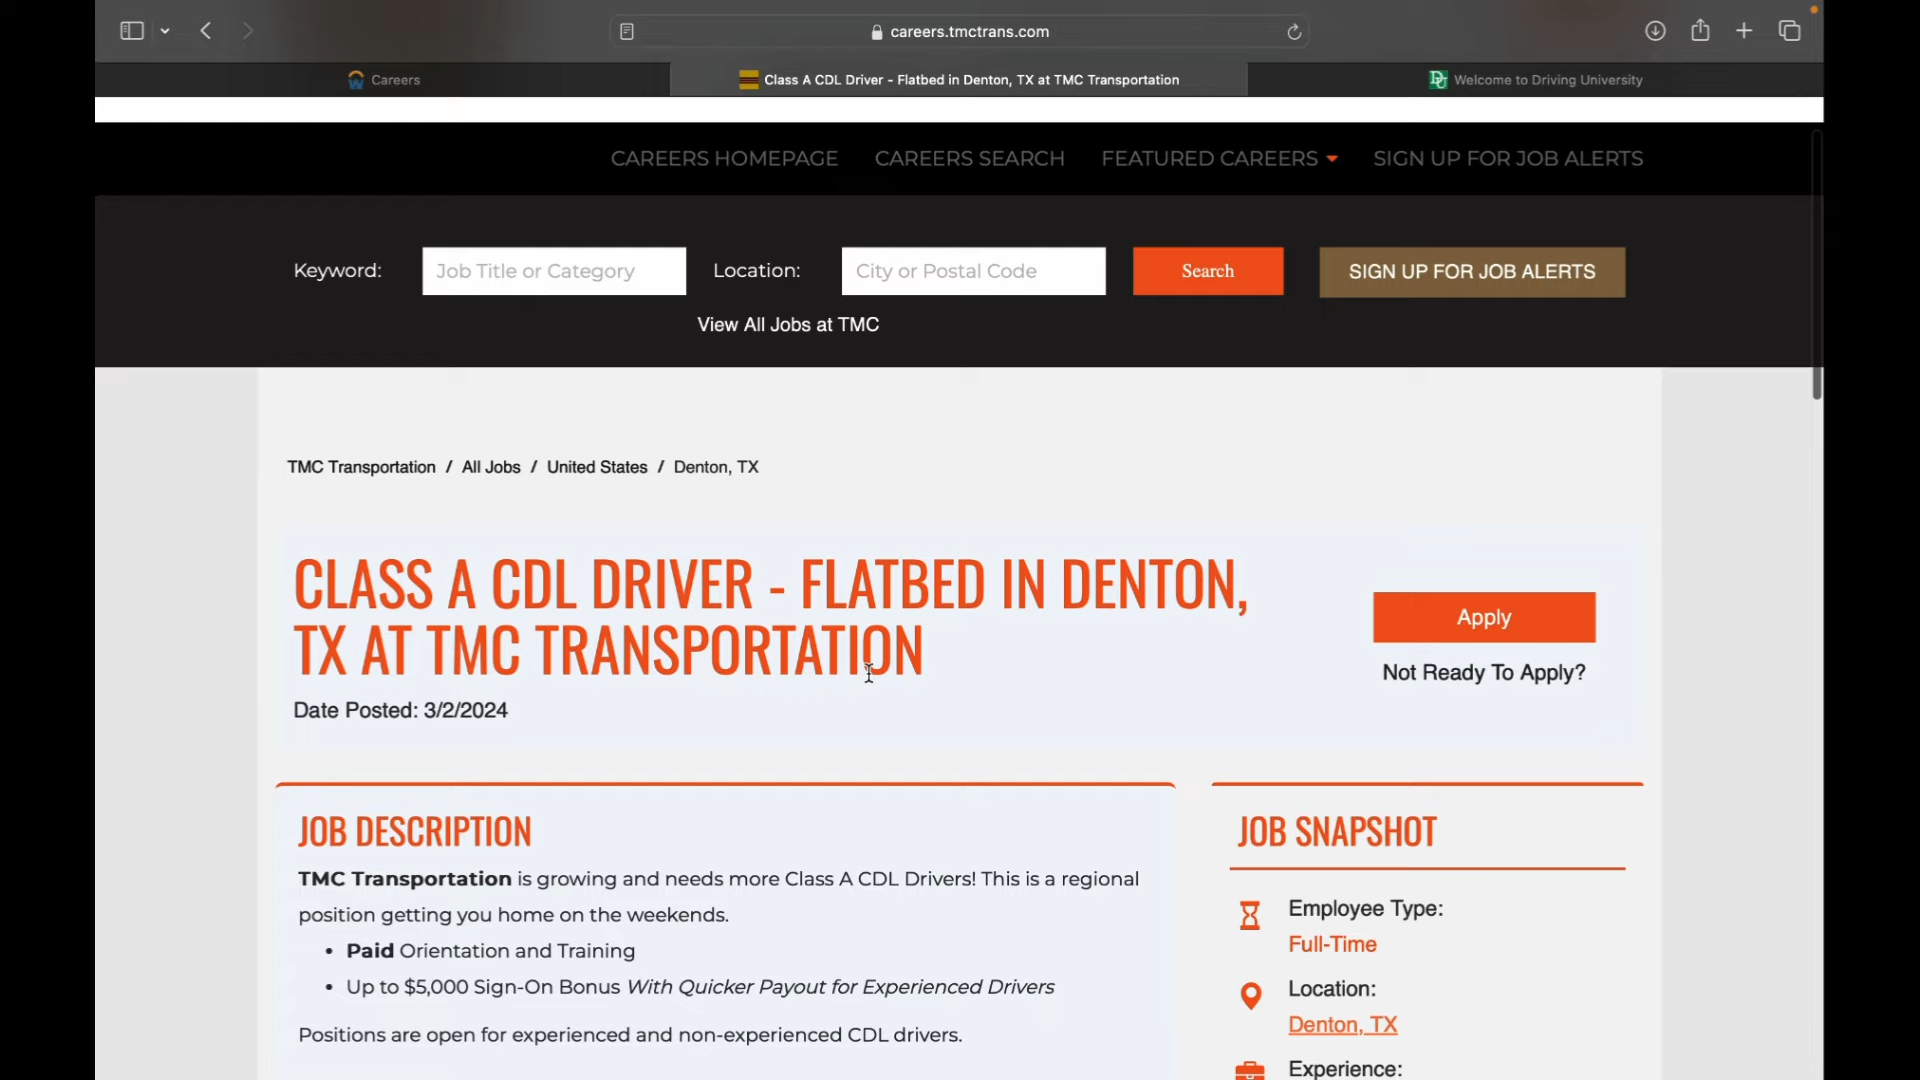 careers.tmctrans.com
Careers
Class A CDL Driver - Flatbed in Denton, TX at TMC Transportation
Welcome to Driving University
CAREERS HOMEPAGE CAREERS SEARCH FEATURED CAREERS SIGN UP FOR JOB ALERTS
Keyword: Job Title or Category Location: City or Postal Code Search SIGN UP FOR JOB ALERTS
View All Jobs at TMC
TMC Transportation / All Jobs / United States / Denton, TX
CLASS A CDL DRIVER - FLATBED IN DENTON,
TX AT TMC TRANSPORTATION
Date Posted: 3/2/2024
Apply
Not Ready To Apply?
JOB DESCRIPTION
TMC Transportation is growing and needs more Class A CDL Drivers! This is a regional
position getting you home on the weekends.
• Paid Orientation and Training
• Up to $5,000 Sign-On Bonus With Quicker Payout for Experienced Drivers
Positions are open for experienced and non-experienced CDL drivers.
JOB SNAPSHOT
Employee Type:
Full-Time
Location:
Denton, TX
Experience: